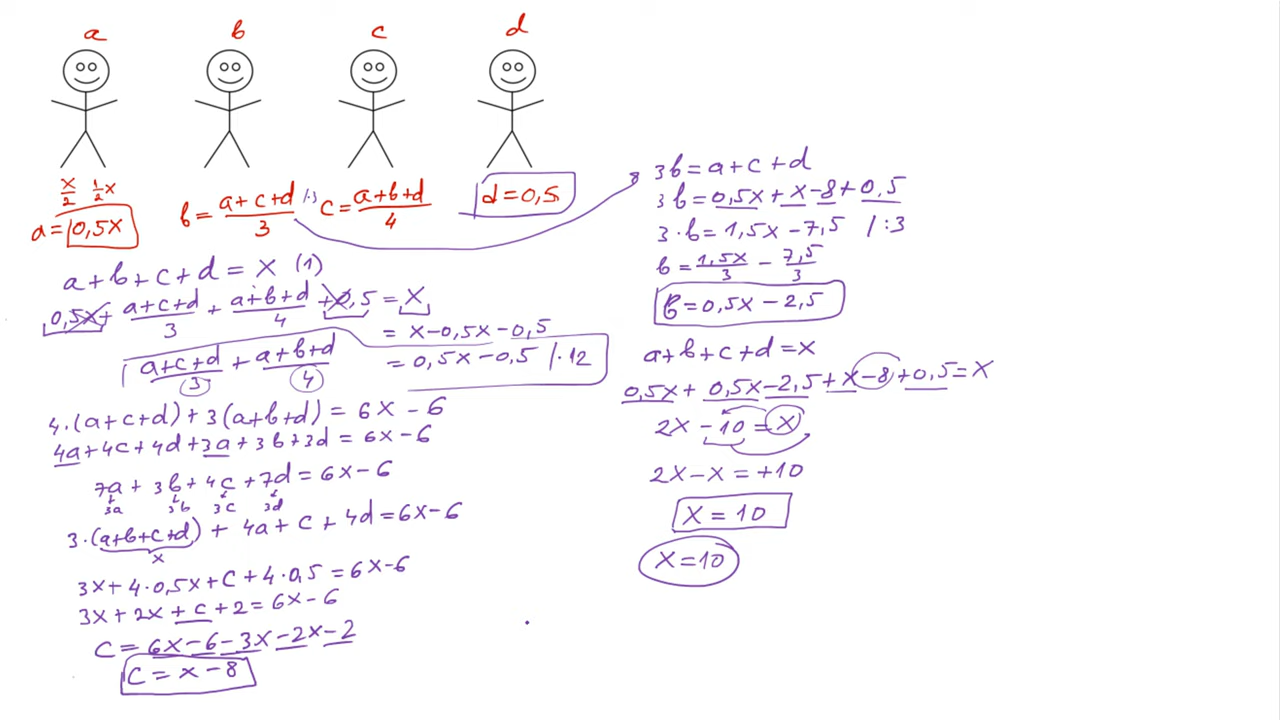 a b c d
x/2 1/2x
a = 0,5x
b = (a+c+d)/3 /·3
c = (a+b+d)/4
d = 0,5
a+b+c+d = x (1)
0,5x + (a+c+d)/3 + (a+b+d)/4 + 0,5 = x
= x-0,5x-0,5
(a+c+d)/3 + (a+b+d)/4 = 0,5x-0,5 /·12
4·(a+c+d)+3(a+b+d) = 6x-6
4a+4c+4d+3a+3b+3d = 6x-6
7a+3b+4c+7d = 6x-6
3a 3b 3c 3d
3·(a+b+c+d) + 4a+c+4d = 6x-6
x
3x+4·0,5x+c+4·0,5 = 6x-6
3x+2x+c+2 = 6x-6
c = 6x-6-3x-2x-2
c = x-8
3b = a+c+d
3b = 0,5x+x-8+0,5
3·b = 1,5x-7,5 /:3
b = 1,5x/3 - 7,5/3
b = 0,5x-2,5
a+b+c+d = x
0,5x+0,5x-2,5+x-8+0,5 = x
2x-10 = x
2x-x = +10
x = 10
x = 10